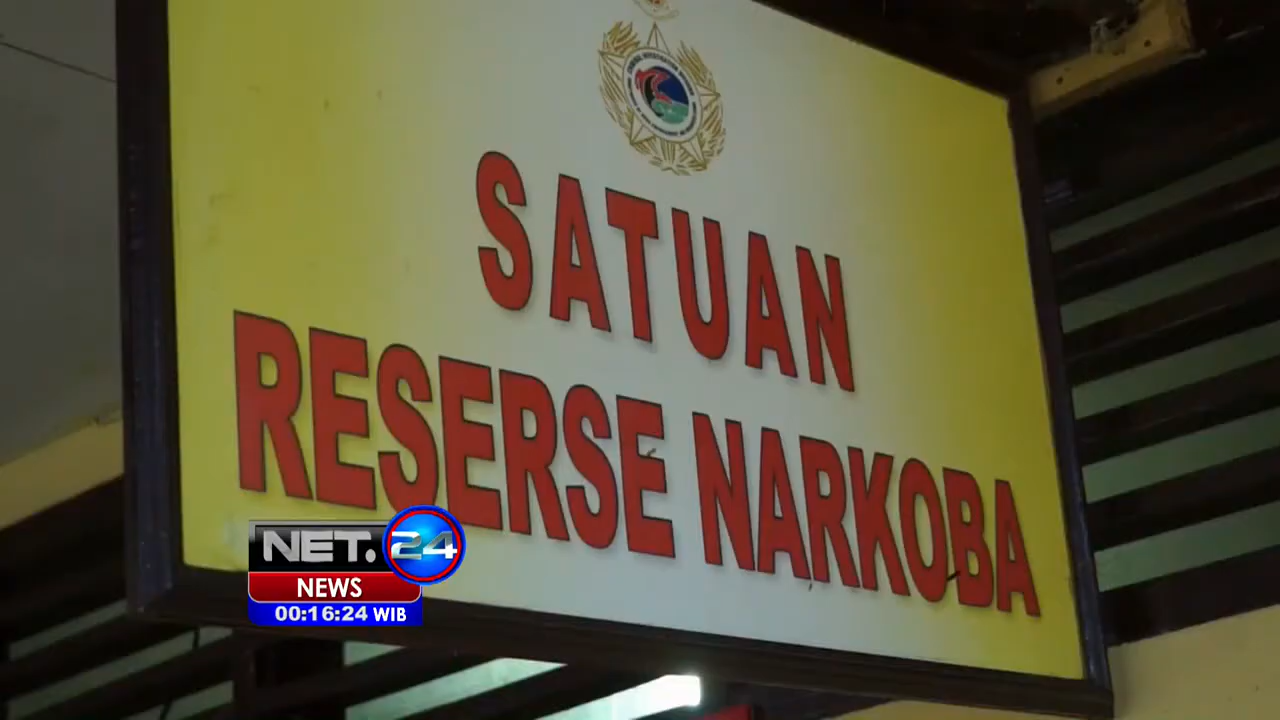 SATUAN
RESERSE NARKOBA
NET. 24
NEWS
00:16:24 WIB